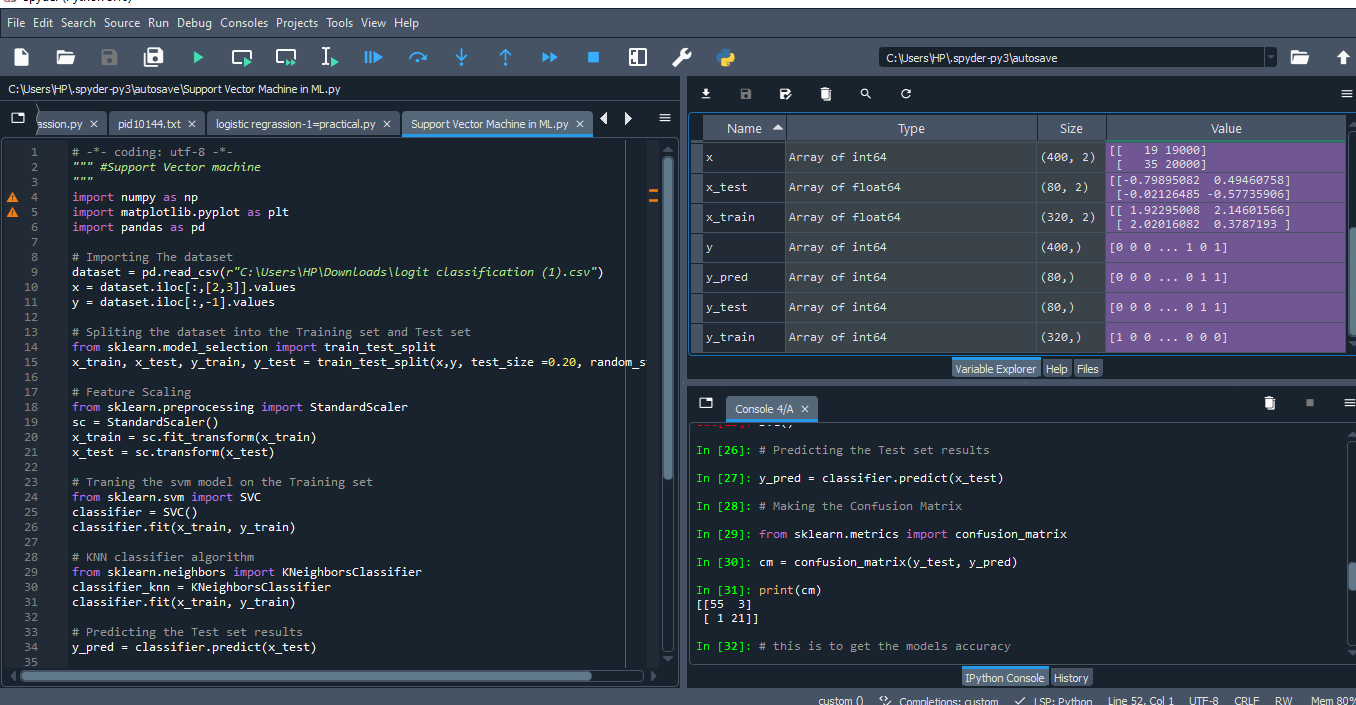 File Edit Search Source Run Debug Consoles Projects Tools View Help
C:\Users\HP\.spyder-py3\autosave
C:\Users\HP\.spyder-py3\autosave\Support Vector Machine in ML.py
assion.py
pid10144.txt
logistic regrassion-1=practical.py
Support Vector Machine in ML.py
1 # -*- coding: utf-8 -*-
2 """ #Support Vector machine
3 """
4 import numpy as np
5 import matplotlib.pyplot as plt
6 import pandas as pd
7
8 # Importing The dataset
9 dataset = pd.read_csv(r"C:\Users\HP\Downloads\logit classification (1).csv")
10 x = dataset.iloc[:,[2,3]].values
11 y = dataset.iloc[:,-1].values
12
13 # Spliting the dataset into the Training set and Test set
14 from sklearn.model_selection import train_test_split
15 x_train, x_test, y_train, y_test = train_test_split(x,y, test_size =0.20, random_s
16
17 # Feature Scaling
18 from sklearn.preprocessing import StandardScaler
19 sc = StandardScaler()
20 x_train = sc.fit_transform(x_train)
21 x_test = sc.transform(x_test)
22
23 # Traning the svm model on the Training set
24 from sklearn.svm import SVC
25 classifier = SVC()
26 classifier.fit(x_train, y_train)
27
28 # KNN classifier algorithm
29 from sklearn.neighbors import KNeighborsClassifier
30 classifier_knn = KNeighborsClassifier
31 classifier.fit(x_train, y_train)
32
33 # Predicting the Test set results
34 y_pred = classifier.predict(x_test)
35
Name Type Size Value
x Array of int64 (400, 2) [[ 19 19000]
[ 35 20000]
x_test Array of float64 (80, 2) [[-0.79895082 0.49460758]
[-0.02126485 -0.57735906]
x_train Array of float64 (320, 2) [[ 1.92295008 2.14601566]
[ 2.02016082 0.3787193 ]
y Array of int64 (400,) [0 0 0 ... 1 0 1]
y_pred Array of int64 (80,) [0 0 0 ... 0 1 1]
y_test Array of int64 (80,) [0 0 0 ... 0 1 1]
y_train Array of int64 (320,) [1 0 0 ... 0 0 0]
Variable Explorer Help Files
Console 4/A
In [26]: # Predicting the Test set results
In [27]: y_pred = classifier.predict(x_test)
In [28]: # Making the Confusion Matrix
In [29]: from sklearn.metrics import confusion_matrix
In [30]: cm = confusion_matrix(y_test, y_pred)
In [31]: print(cm)
[[55 3]
[ 1 21]]
In [32]: # this is to get the models accuracy
IPython Console History
custom () Completions: custom LSP: Python Line 52, Col 1 UTF-8 CRLF RW Mem 80%